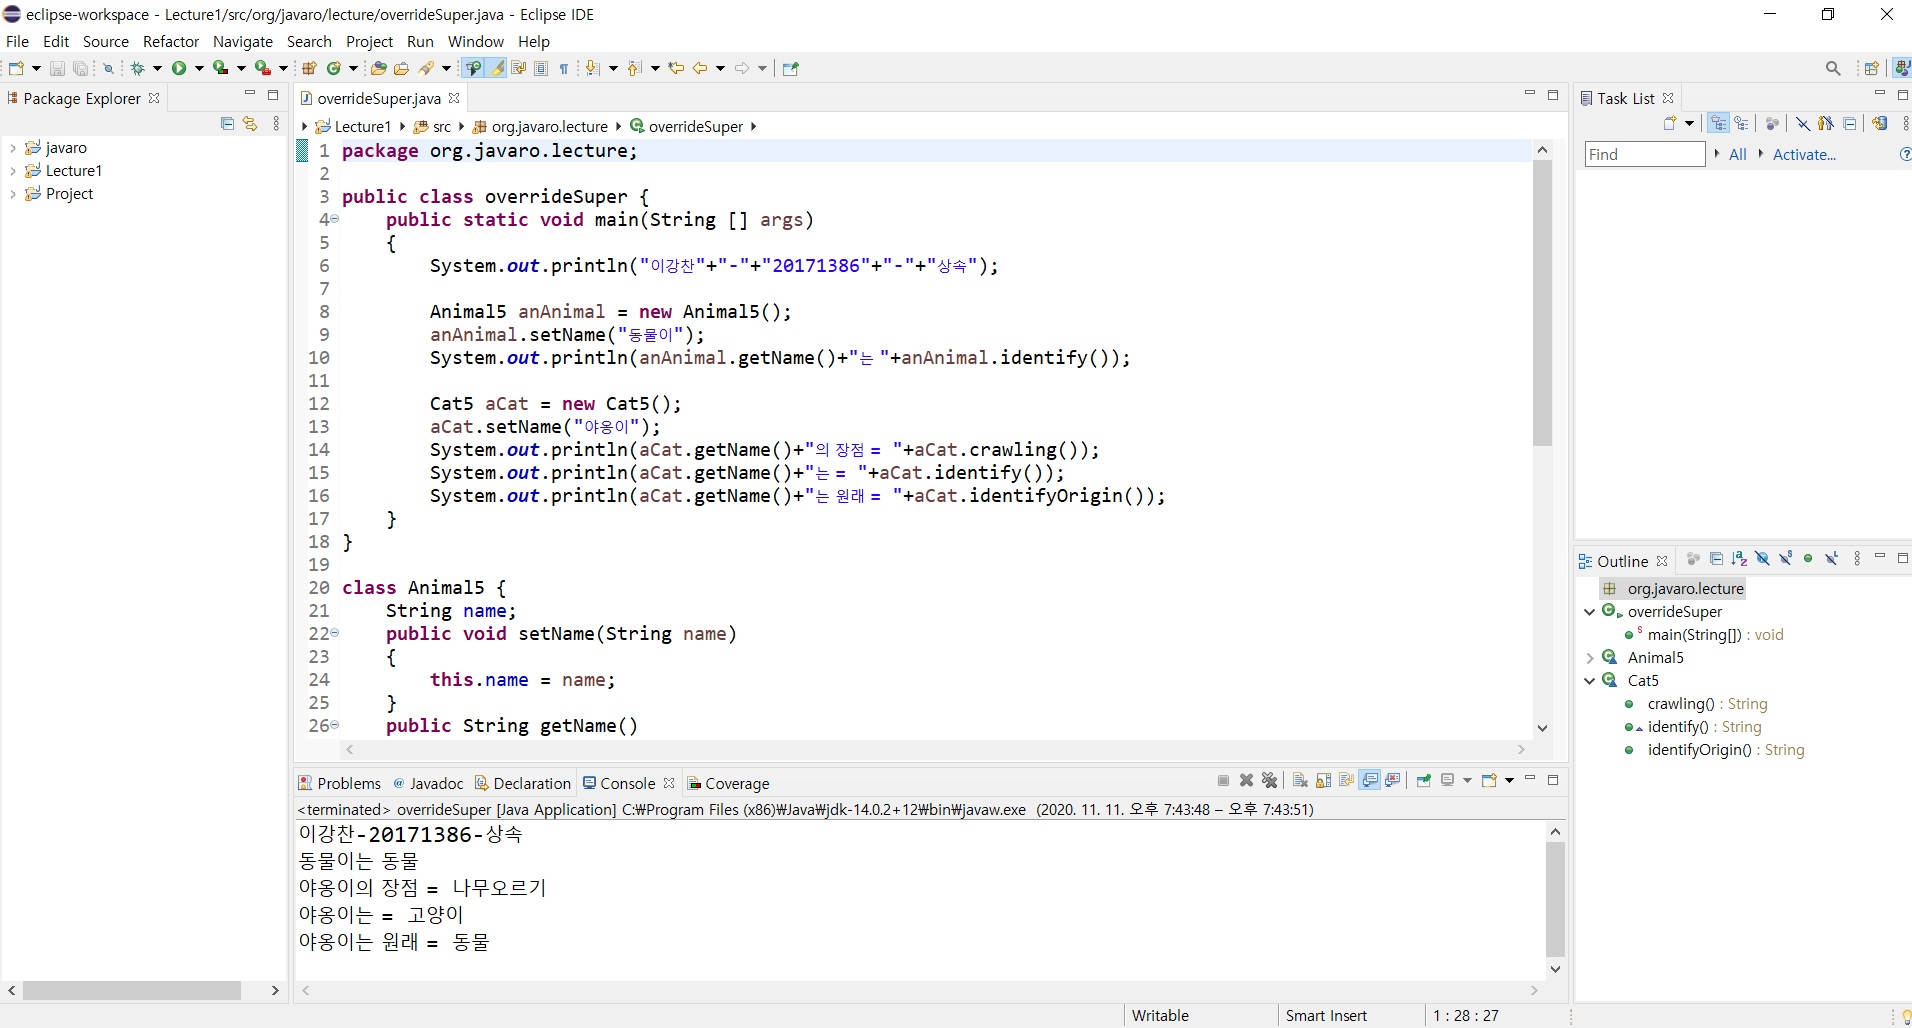 eclipse-workspace - Lecture1/src/org/javaro/lecture/overrideSuper.java - Eclipse IDE
File Edit Source Refactor Navigate Search Project Run Window Help
Package Explorer
javaro
Lecture1
Project
overrideSuper.java
Lecture1 src org.javaro.lecture overrideSuper
1 package org.javaro.lecture;
2
3 public class overrideSuper {
4 public static void main(String [] args)
5 {
6 System.out.println("이강찬"+"-"+"20171386"+"-"+"상속");
7
8 Animal5 anAnimal = new Animal5();
9 anAnimal.setName("동물이");
10 System.out.println(anAnimal.getName()+"는 "+anAnimal.identify());
11
12 Cat5 aCat = new Cat5();
13 aCat.setName("야옹이");
14 System.out.println(aCat.getName()+"의 장점 = "+aCat.crawling());
15 System.out.println(aCat.getName()+"는 = "+aCat.identify());
16 System.out.println(aCat.getName()+"는 원래 = "+aCat.identifyOrigin());
17 }
18 }
19
20 class Animal5 {
21 String name;
22 public void setName(String name)
23 {
24 this.name = name;
25 }
26 public String getName()
Problems Javadoc Declaration Console Coverage
<terminated> overrideSuper [Java Application] C:₩Program Files (x86)₩Java₩jdk-14.0.2+12₩bin₩javaw.exe (2020. 11. 11. 오후 7:43:48 – 오후 7:43:51)
이강찬-20171386-상속
동물이는 동물
야옹이의 장점 = 나무오르기
야옹이는 = 고양이
야옹이는 원래 = 동물
Task List
Find All Activate...
Outline
org.javaro.lecture
overrideSuper
main(String[]) : void
Animal5
Cat5
crawling() : String
identify() : String
identifyOrigin() : String
Writable Smart Insert 1 : 28 : 27